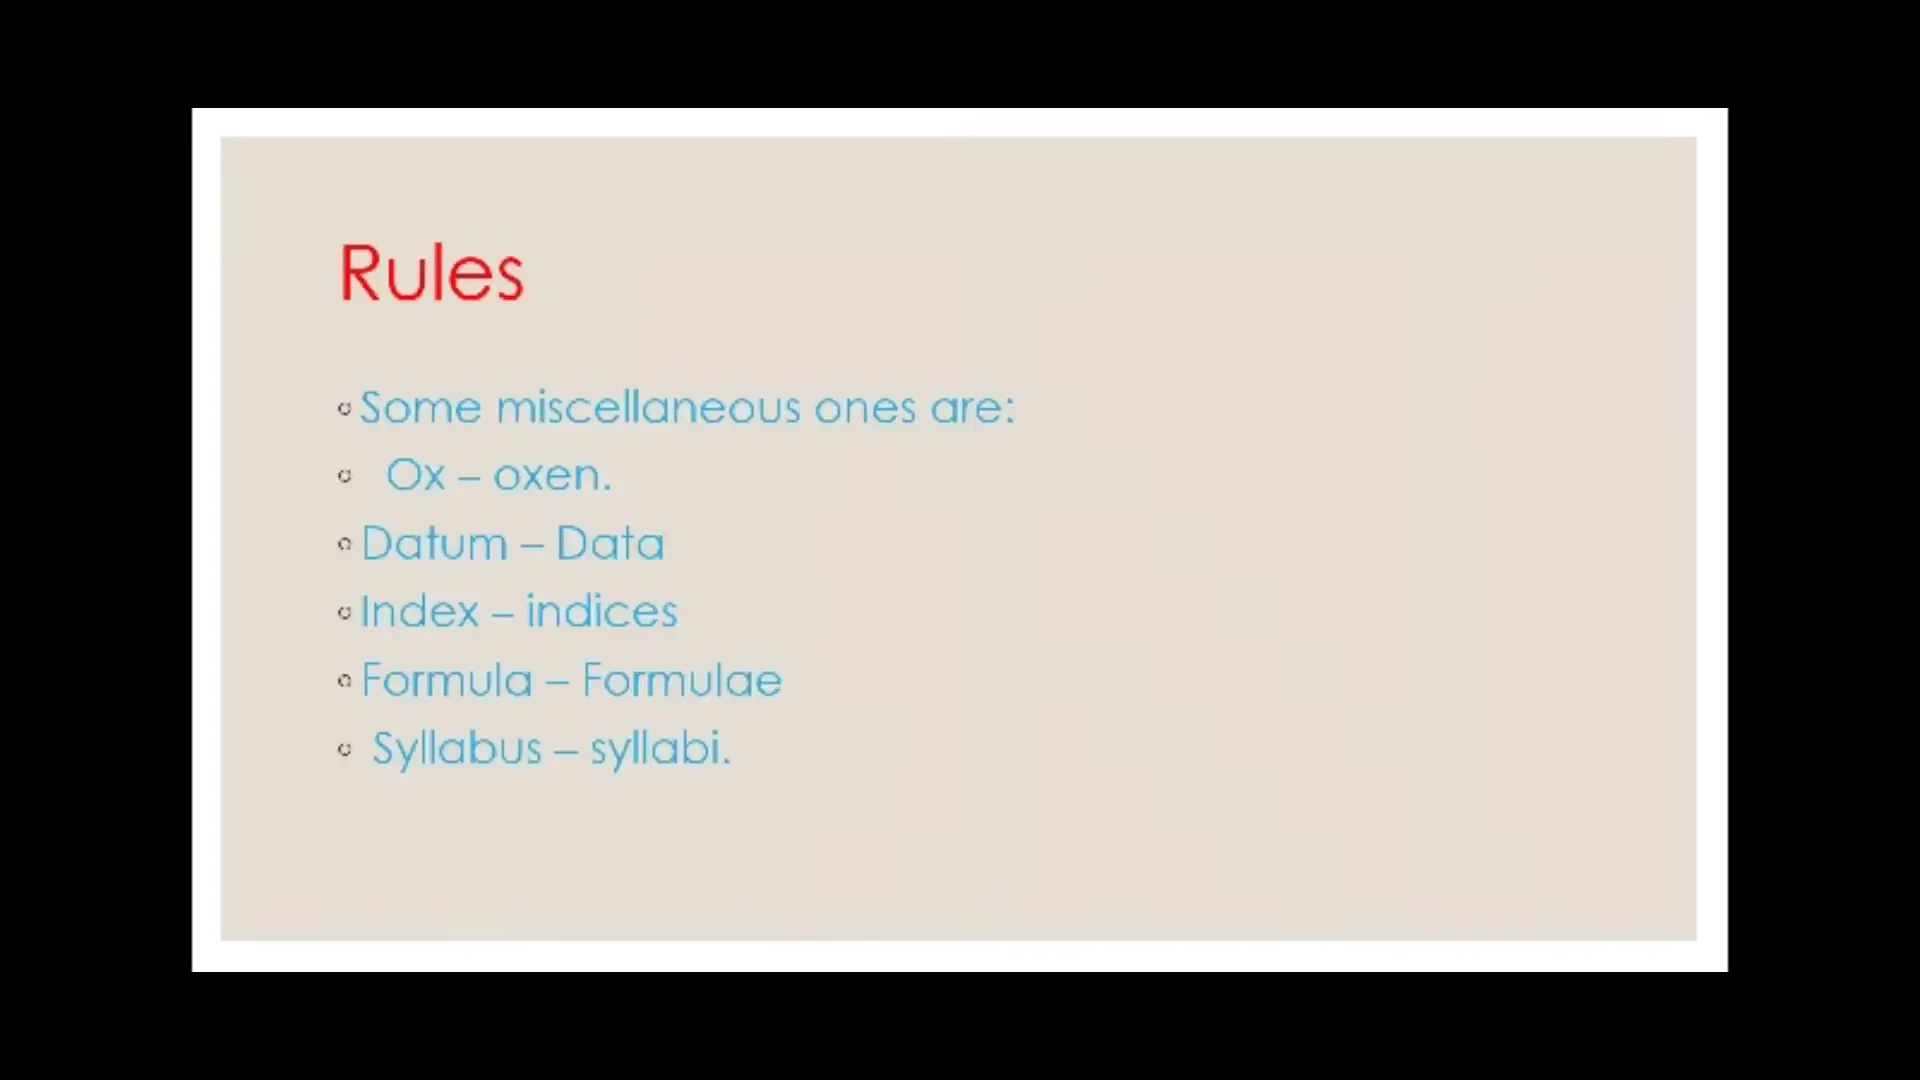 Rules
Some miscellaneous ones are:
Ox – oxen.
Datum – Data
Index – indices
Formula – Formulae
Syllabus – syllabi.